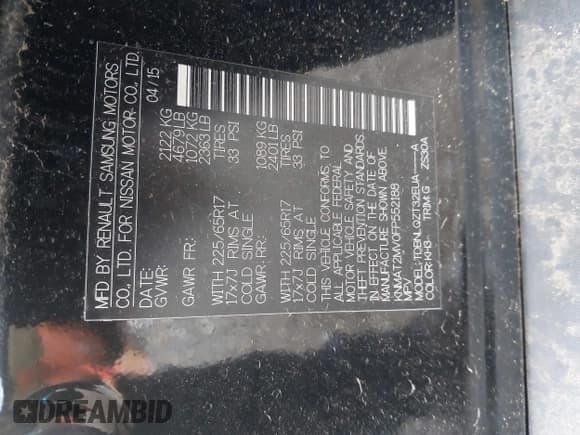 MFD BY RENAULT SAMSUNG MOTORS
CO., LTD. FOR NISSAN MOTOR CO., LTD.
DATE: 04/15
GVWR: 2122 KG
4679 LB
GAWR FR: 1072 KG
2363 LB
WITH 225/65R17 TIRES
17x7J RIMS AT 33 PSI
COLD SINGLE
GAWR RR: 1089 KG
2401 LB
WITH 225/65R17 TIRES
17x7J RIMS AT 33 PSI
COLD SINGLE
THIS VEHICLE CONFORMS TO
ALL APPLICABLE FEDERAL
MOTOR VEHICLE SAFETY AND
THEFT PREVENTION STANDARDS
IN EFFECT ON THE DATE OF
MANUFACTURE SHOWN ABOVE.
KNMAT2MV0FP552188
MPV
MODEL:TDBNLQZT32EUA-----A
COLOR:KH3 TRIM:G ZS30A
DREAMBID